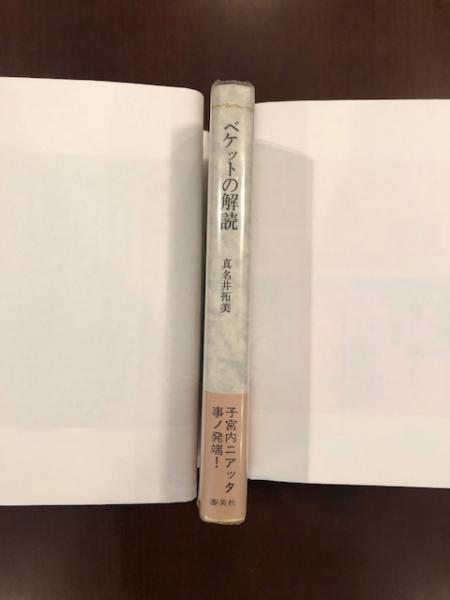 ベケットの解読
真名井拓美
子宮内ニアッタ
事ノ発端！
審美社